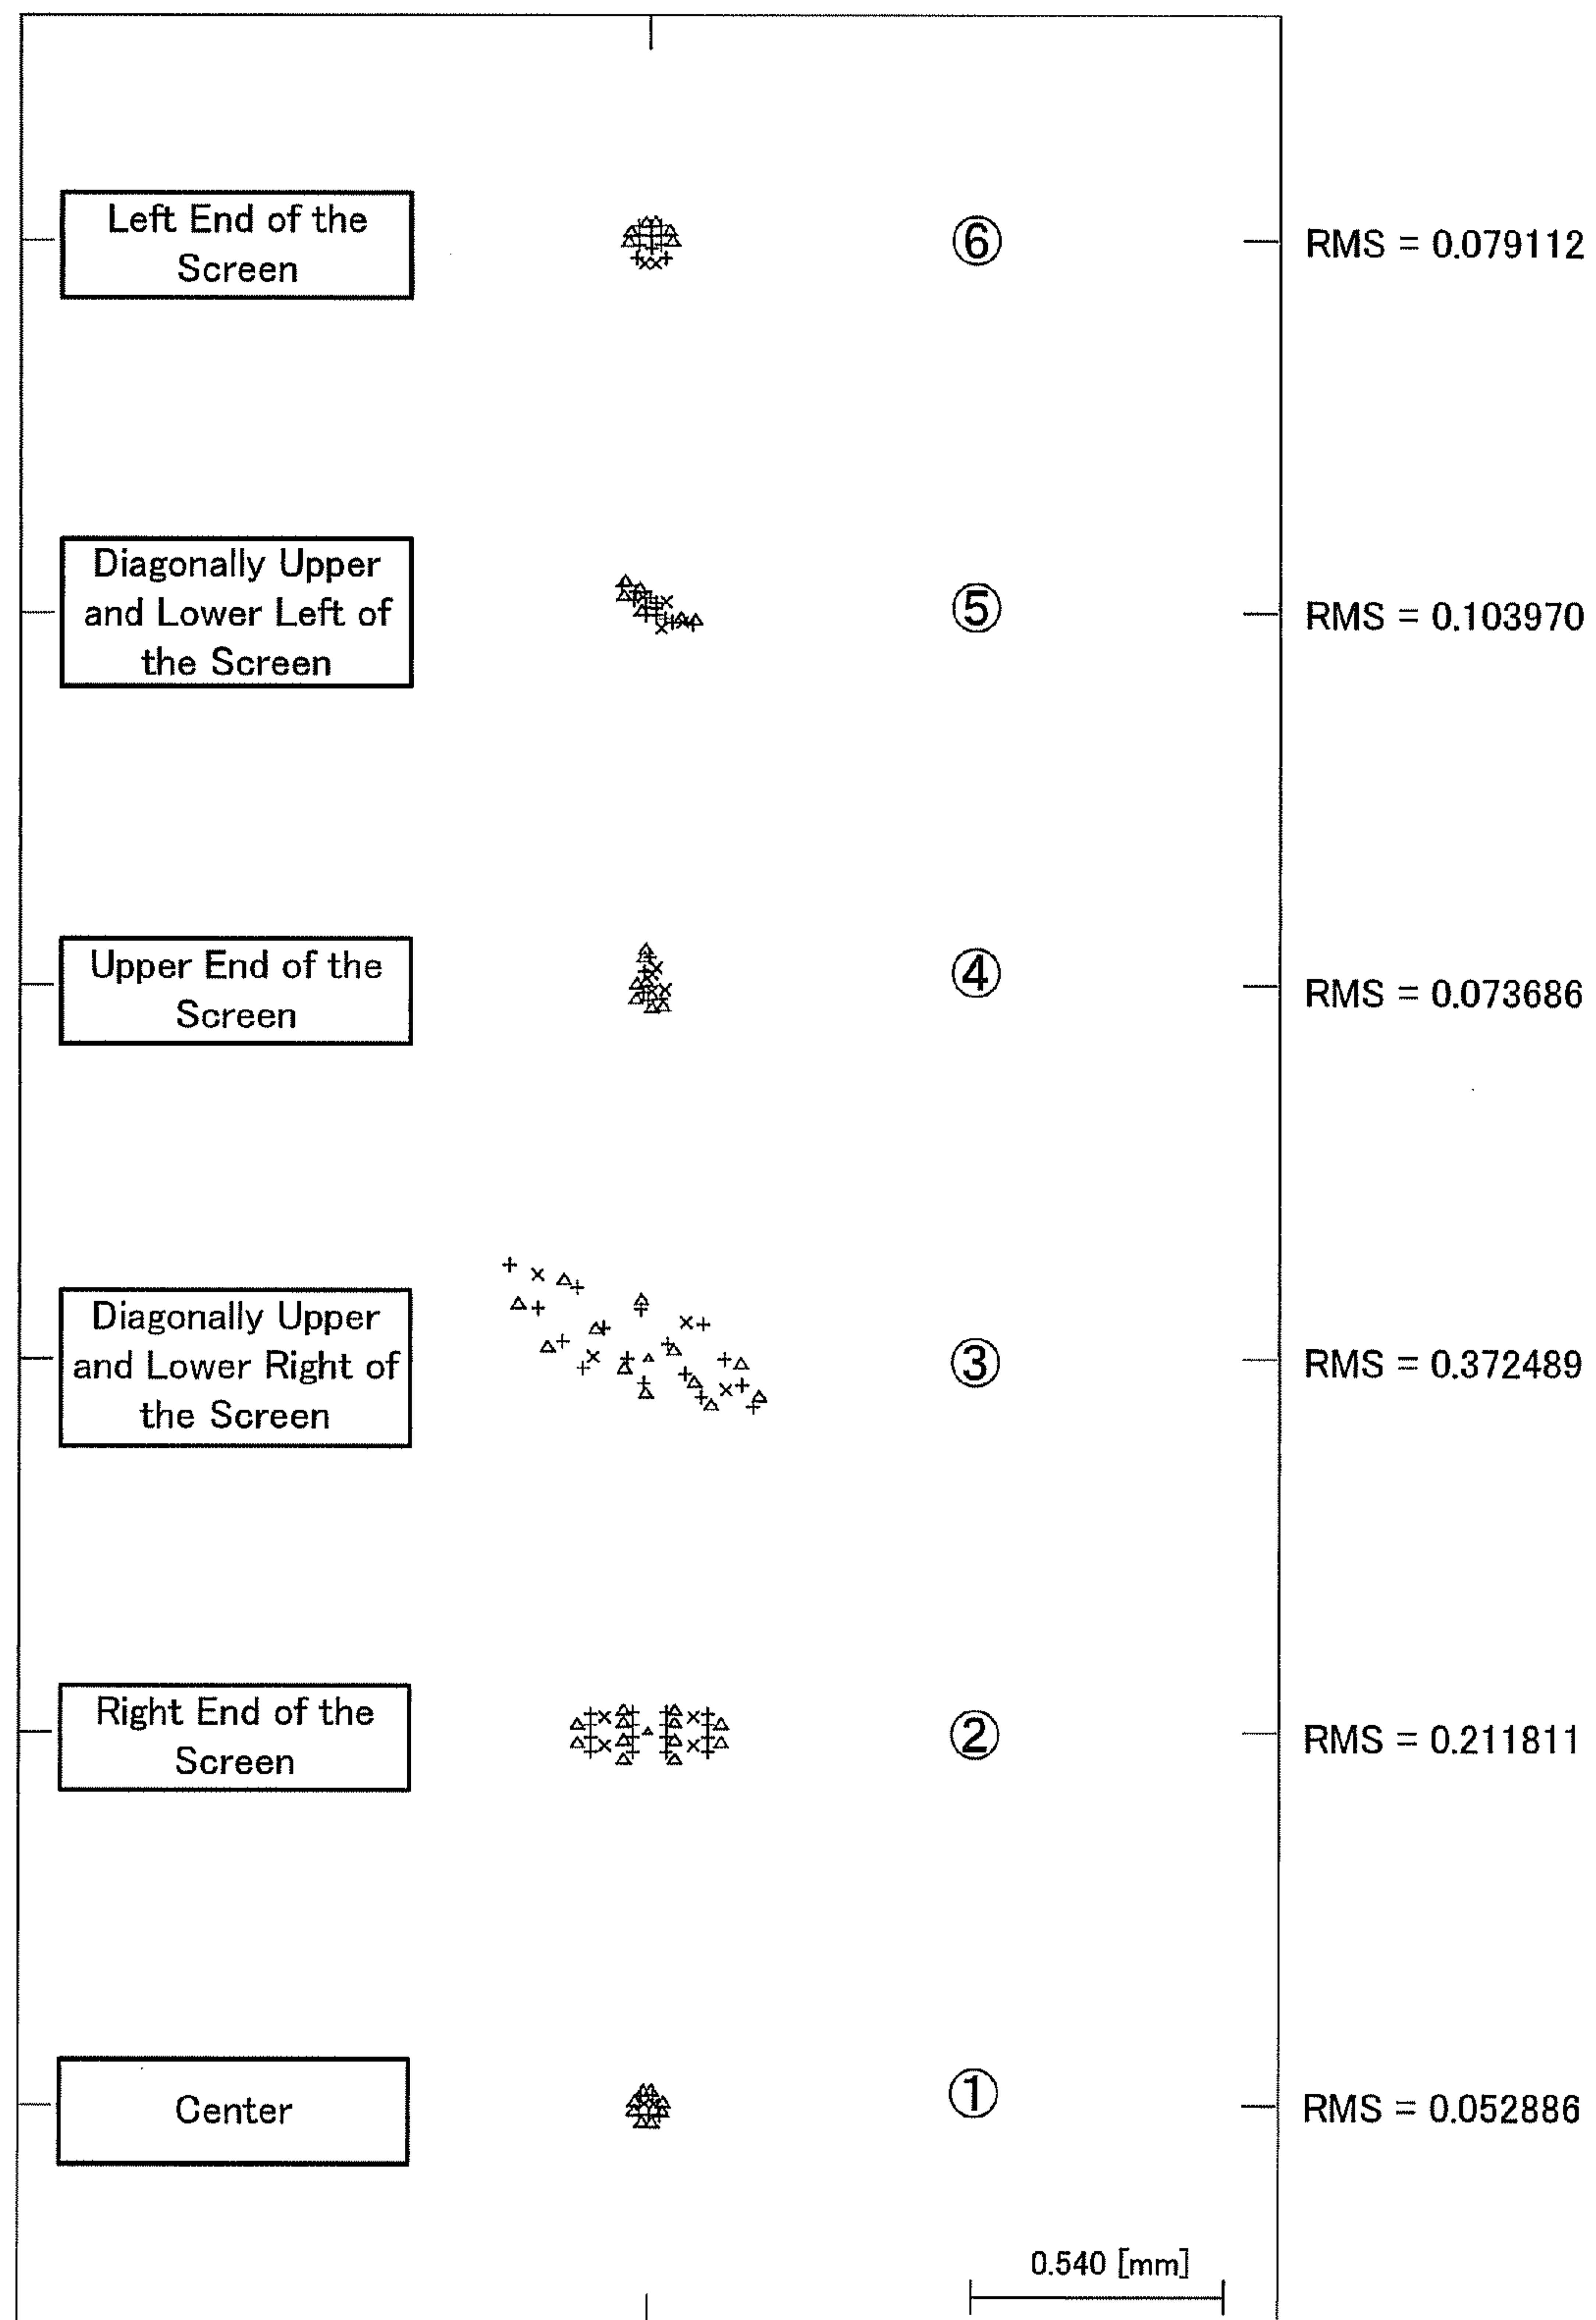 Left End of the
Screen
⑥
RMS = 0.079112
Diagonally Upper
and Lower Left of
the Screen
⑤
RMS = 0.103970
Upper End of the
Screen
④
RMS = 0.073686
Diagonally Upper
and Lower Right of
the Screen
③
RMS = 0.372489
Right End of the
Screen
②
RMS = 0.211811
Center
①
RMS = 0.052886
0.540 [mm]